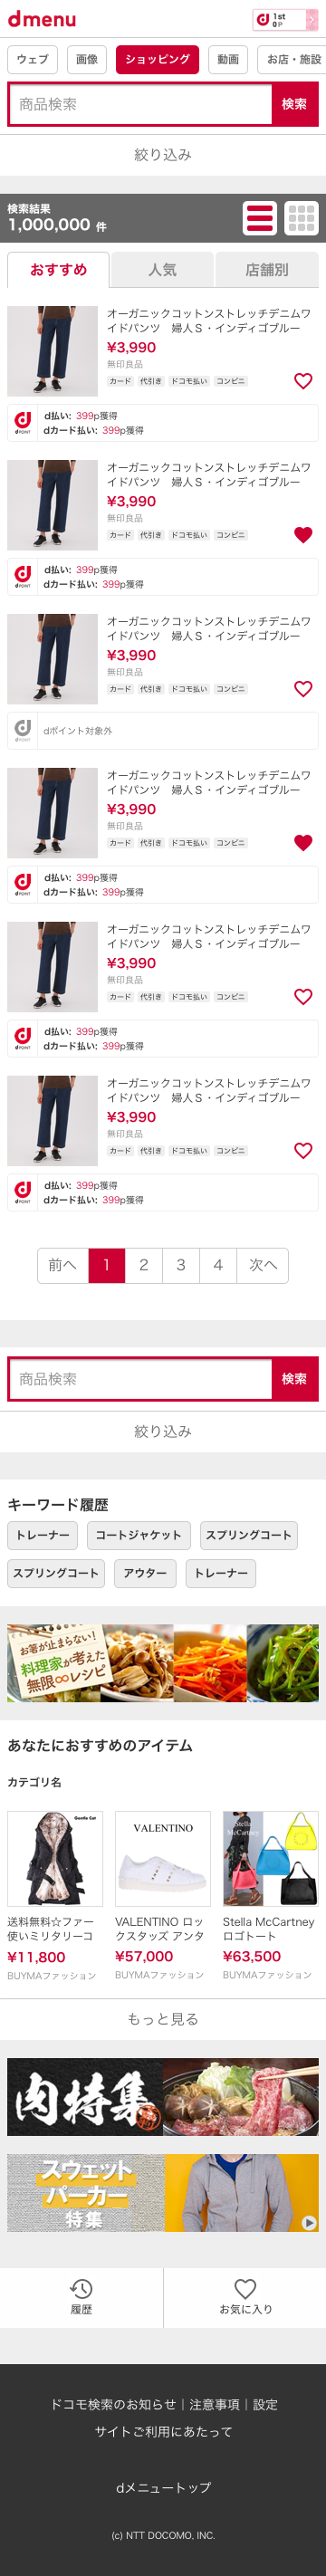 dmenu
d 1st
0P
ウェブ 画像 ショッピング 動画 お店・施設
商品検索 検索
絞り込み
検索結果
1,000,000 件
おすすめ 人気 店舗別
オーガニックコットンストレッチデニムワ
イドパンツ　婦人S・インディゴブルー
¥3,990
無印良品
カード 代引き ドコモ払い コンビニ
d POINT
d払い: 399p獲得
dカード払い: 399p獲得
オーガニックコットンストレッチデニムワ
イドパンツ　婦人S・インディゴブルー
¥3,990
無印良品
カード 代引き ドコモ払い コンビニ
d POINT
d払い: 399p獲得
dカード払い: 399p獲得
オーガニックコットンストレッチデニムワ
イドパンツ　婦人S・インディゴブルー
¥3,990
無印良品
カード 代引き ドコモ払い コンビニ
d POINT
dポイント対象外
オーガニックコットンストレッチデニムワ
イドパンツ　婦人S・インディゴブルー
¥3,990
無印良品
カード 代引き ドコモ払い コンビニ
d POINT
d払い: 399p獲得
dカード払い: 399p獲得
オーガニックコットンストレッチデニムワ
イドパンツ　婦人S・インディゴブルー
¥3,990
無印良品
カード 代引き ドコモ払い コンビニ
d POINT
d払い: 399p獲得
dカード払い: 399p獲得
オーガニックコットンストレッチデニムワ
イドパンツ　婦人S・インディゴブルー
¥3,990
無印良品
カード 代引き ドコモ払い コンビニ
d POINT
d払い: 399p獲得
dカード払い: 399p獲得
前へ 1 2 3 4 次へ
商品検索 検索
絞り込み
キーワード履歴
トレーナー コートジャケット スプリングコート
スプリングコート アウター トレーナー
お箸が止まらない!
料理家が考えた
無限∞レシピ
あなたにおすすめのアイテム
カテゴリ名
送料無料☆ファー
使いミリタリーコ
¥11,800
BUYMAファッション
VALENTINO
VALENTINO ロッ
クスタッズ アンタ
¥57,000
BUYMAファッション
Stella
McCartney
Stella McCartney
ロゴトート
¥63,500
BUYMAファッション
もっと見る
肉特集
スウェット
パーカー
特集
履歴 お気に入り
ドコモ検索のお知らせ｜注意事項｜設定
サイトご利用にあたって
dメニュートップ
(c) NTT DOCOMO, INC.